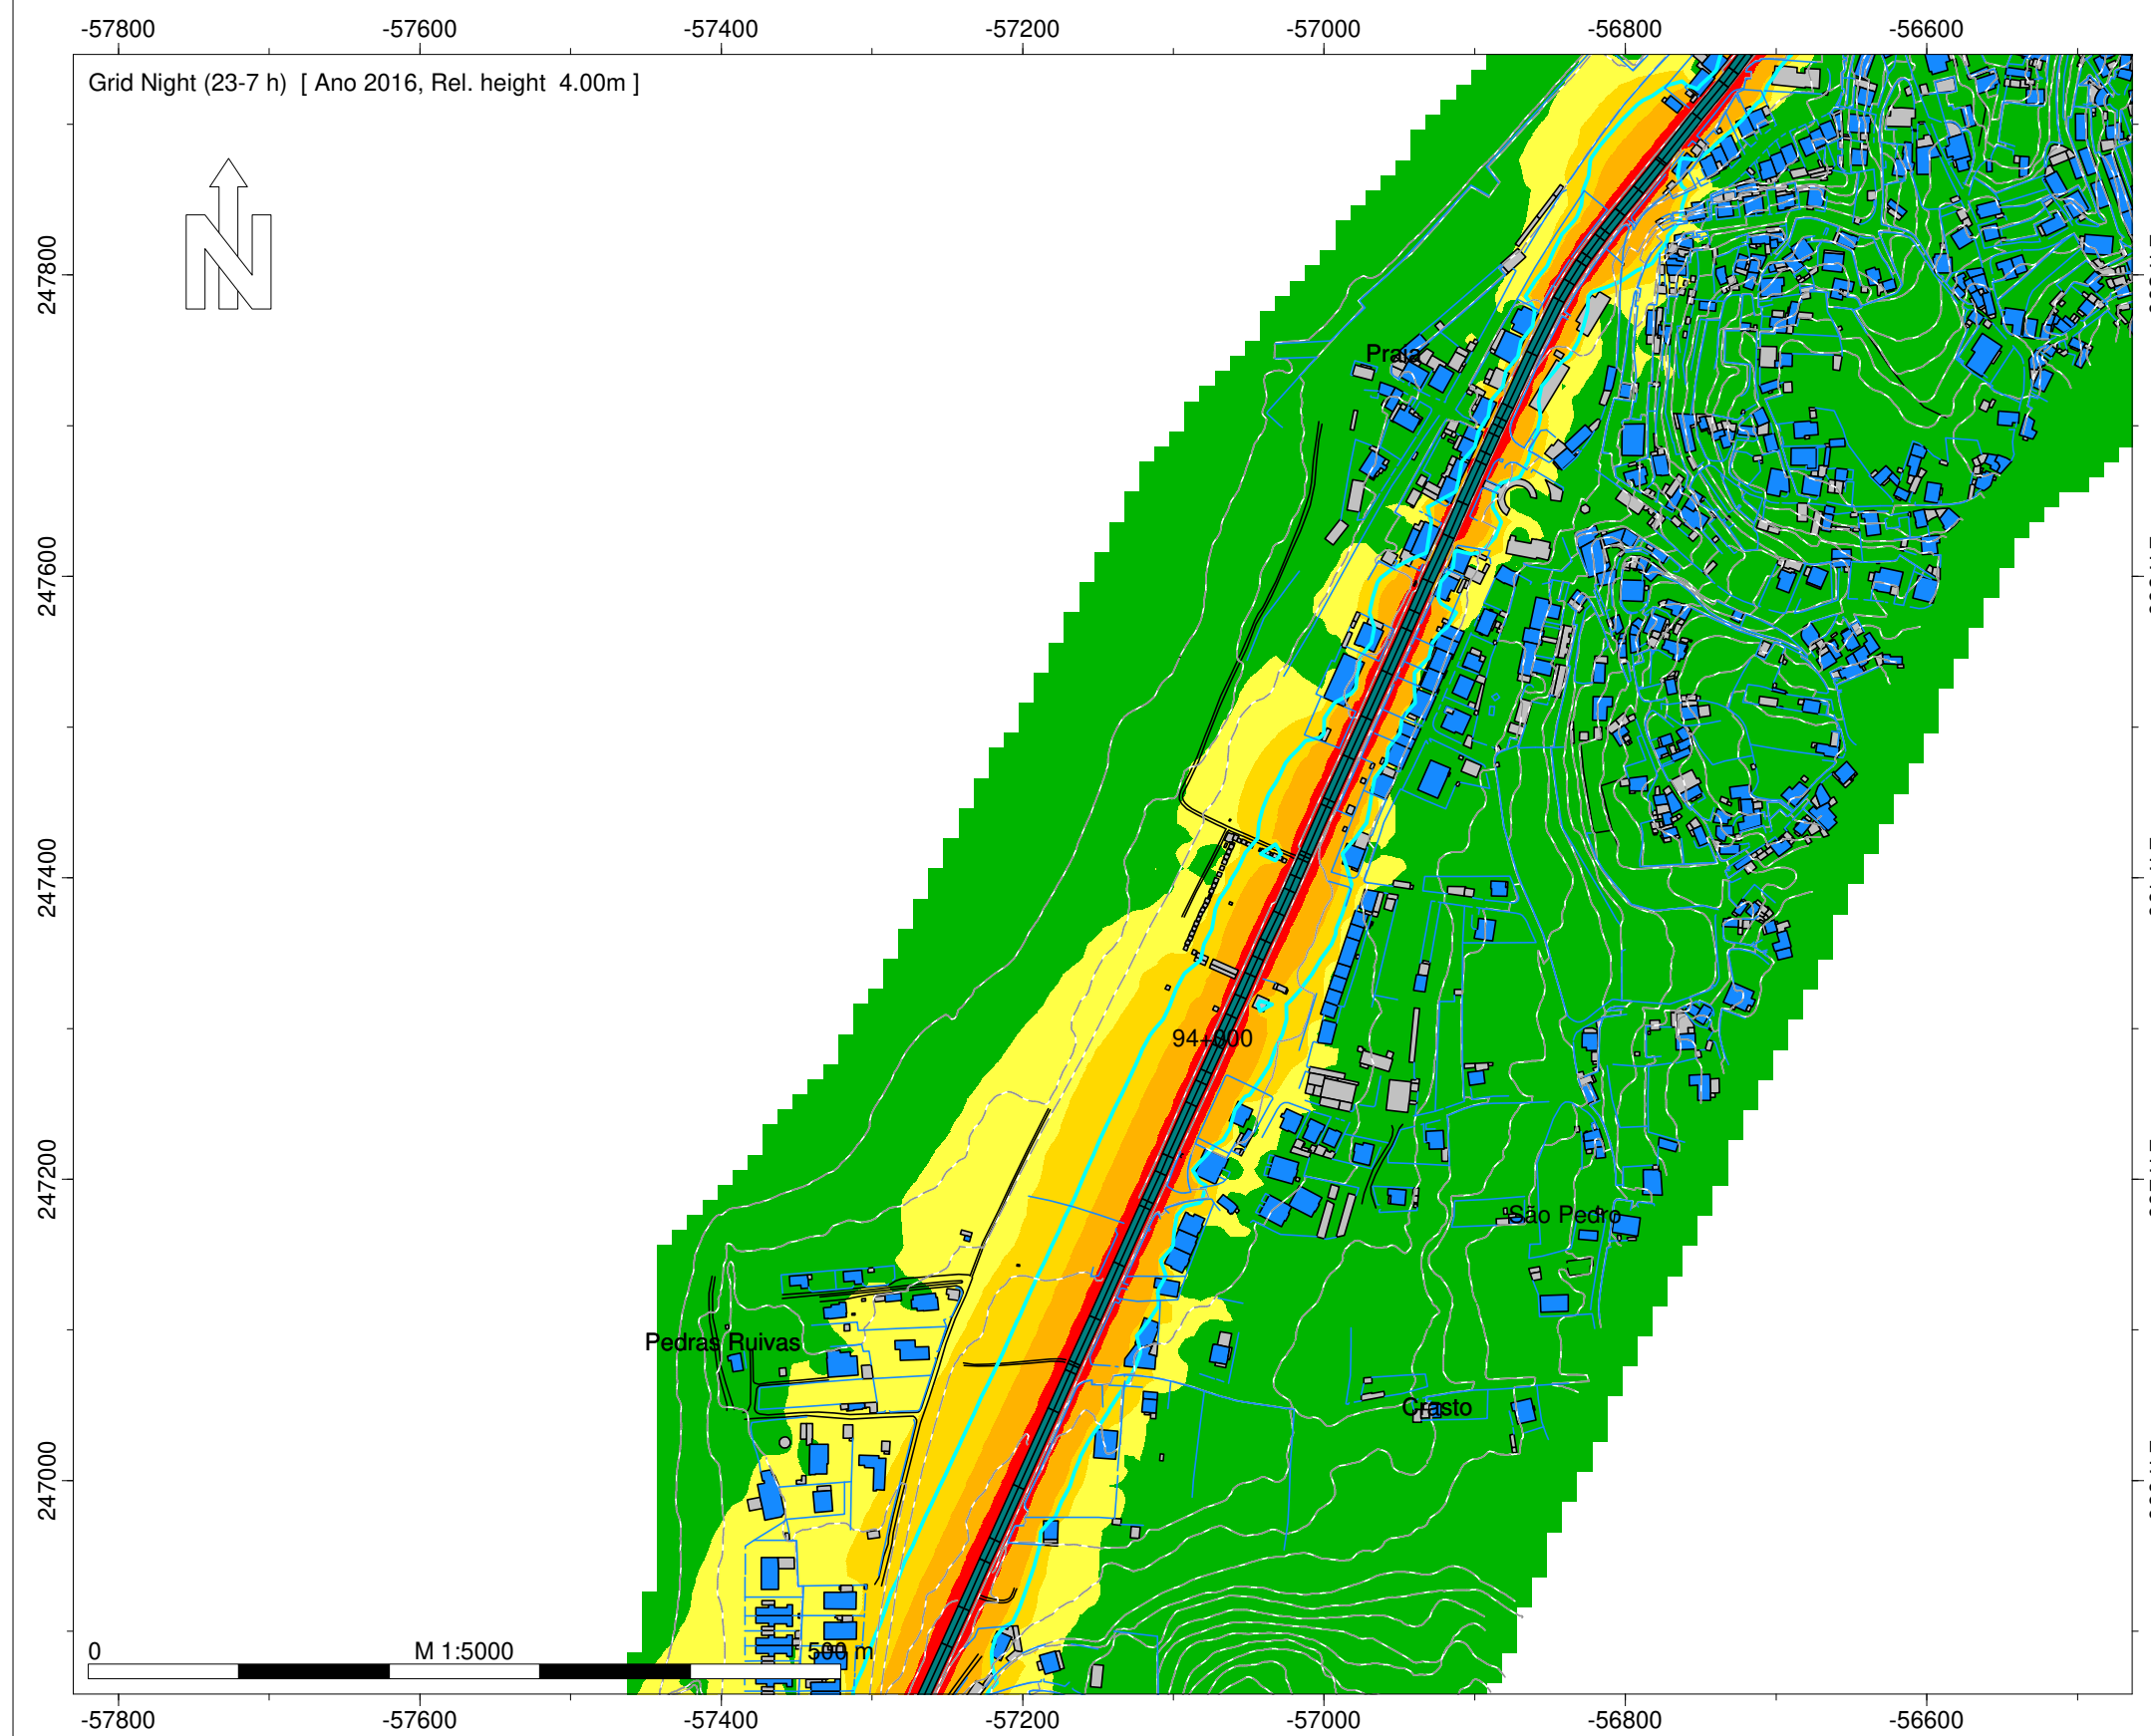 -57800 -57600 -57400 -57200 -57000 -56800 -56600
Grid Night (23-7 h) [ Ano 2016, Rel. height 4.00m ]
N
247800
Praia
247600
247400
94+900
247200
São Pedro
Pedras Ruivas
Crasto
247000
0 M 1:5000 500 m
-57800 -57600 -57400 -57200 -57000 -56800 -56600